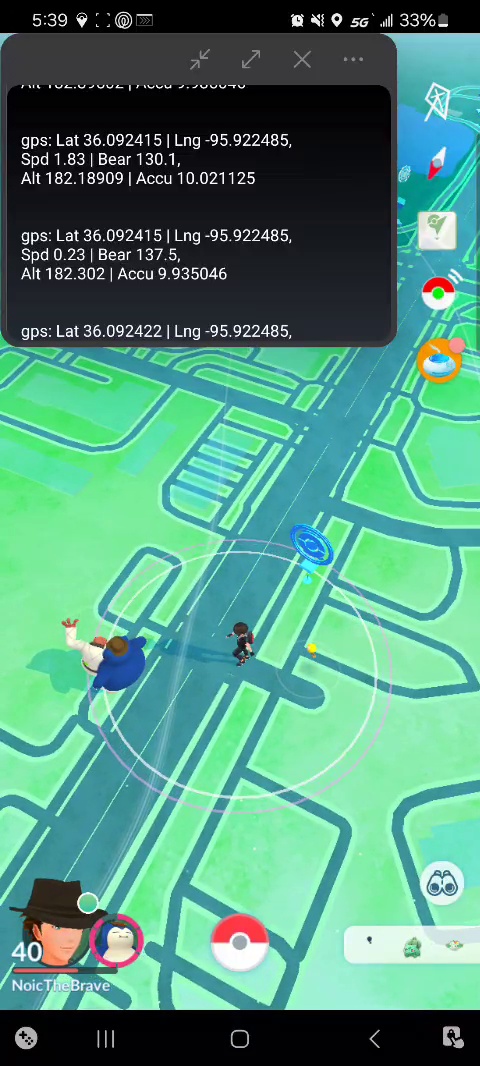 5:39
5G
33%
gps: Lat 36.092415 | Lng -95.922485,
Spd 1.83 | Bear 130.1,
Alt 182.18909 | Accu 10.021125
gps: Lat 36.092415 | Lng -95.922485,
Spd 0.23 | Bear 137.5,
Alt 182.302 | Accu 9.935046
gps: Lat 36.092422 | Lng -95.922485,
40
NoicTheBrave